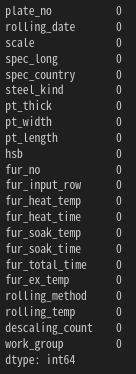 plate_no 0
rolling_date 0
scale 0
spec_long 0
spec_country 0
steel_kind 0
pt_thick 0
pt_width 0
pt_length 0
hsb 0
fur_no 0
fur_input_row 0
fur_heat_temp 0
fur_heat_time 0
fur_soak_temp 0
fur_soak_time 0
fur_total_time 0
fur_ex_temp 0
rolling_method 0
rolling_temp 0
descaling_count 0
work_group 0
dtype: int64